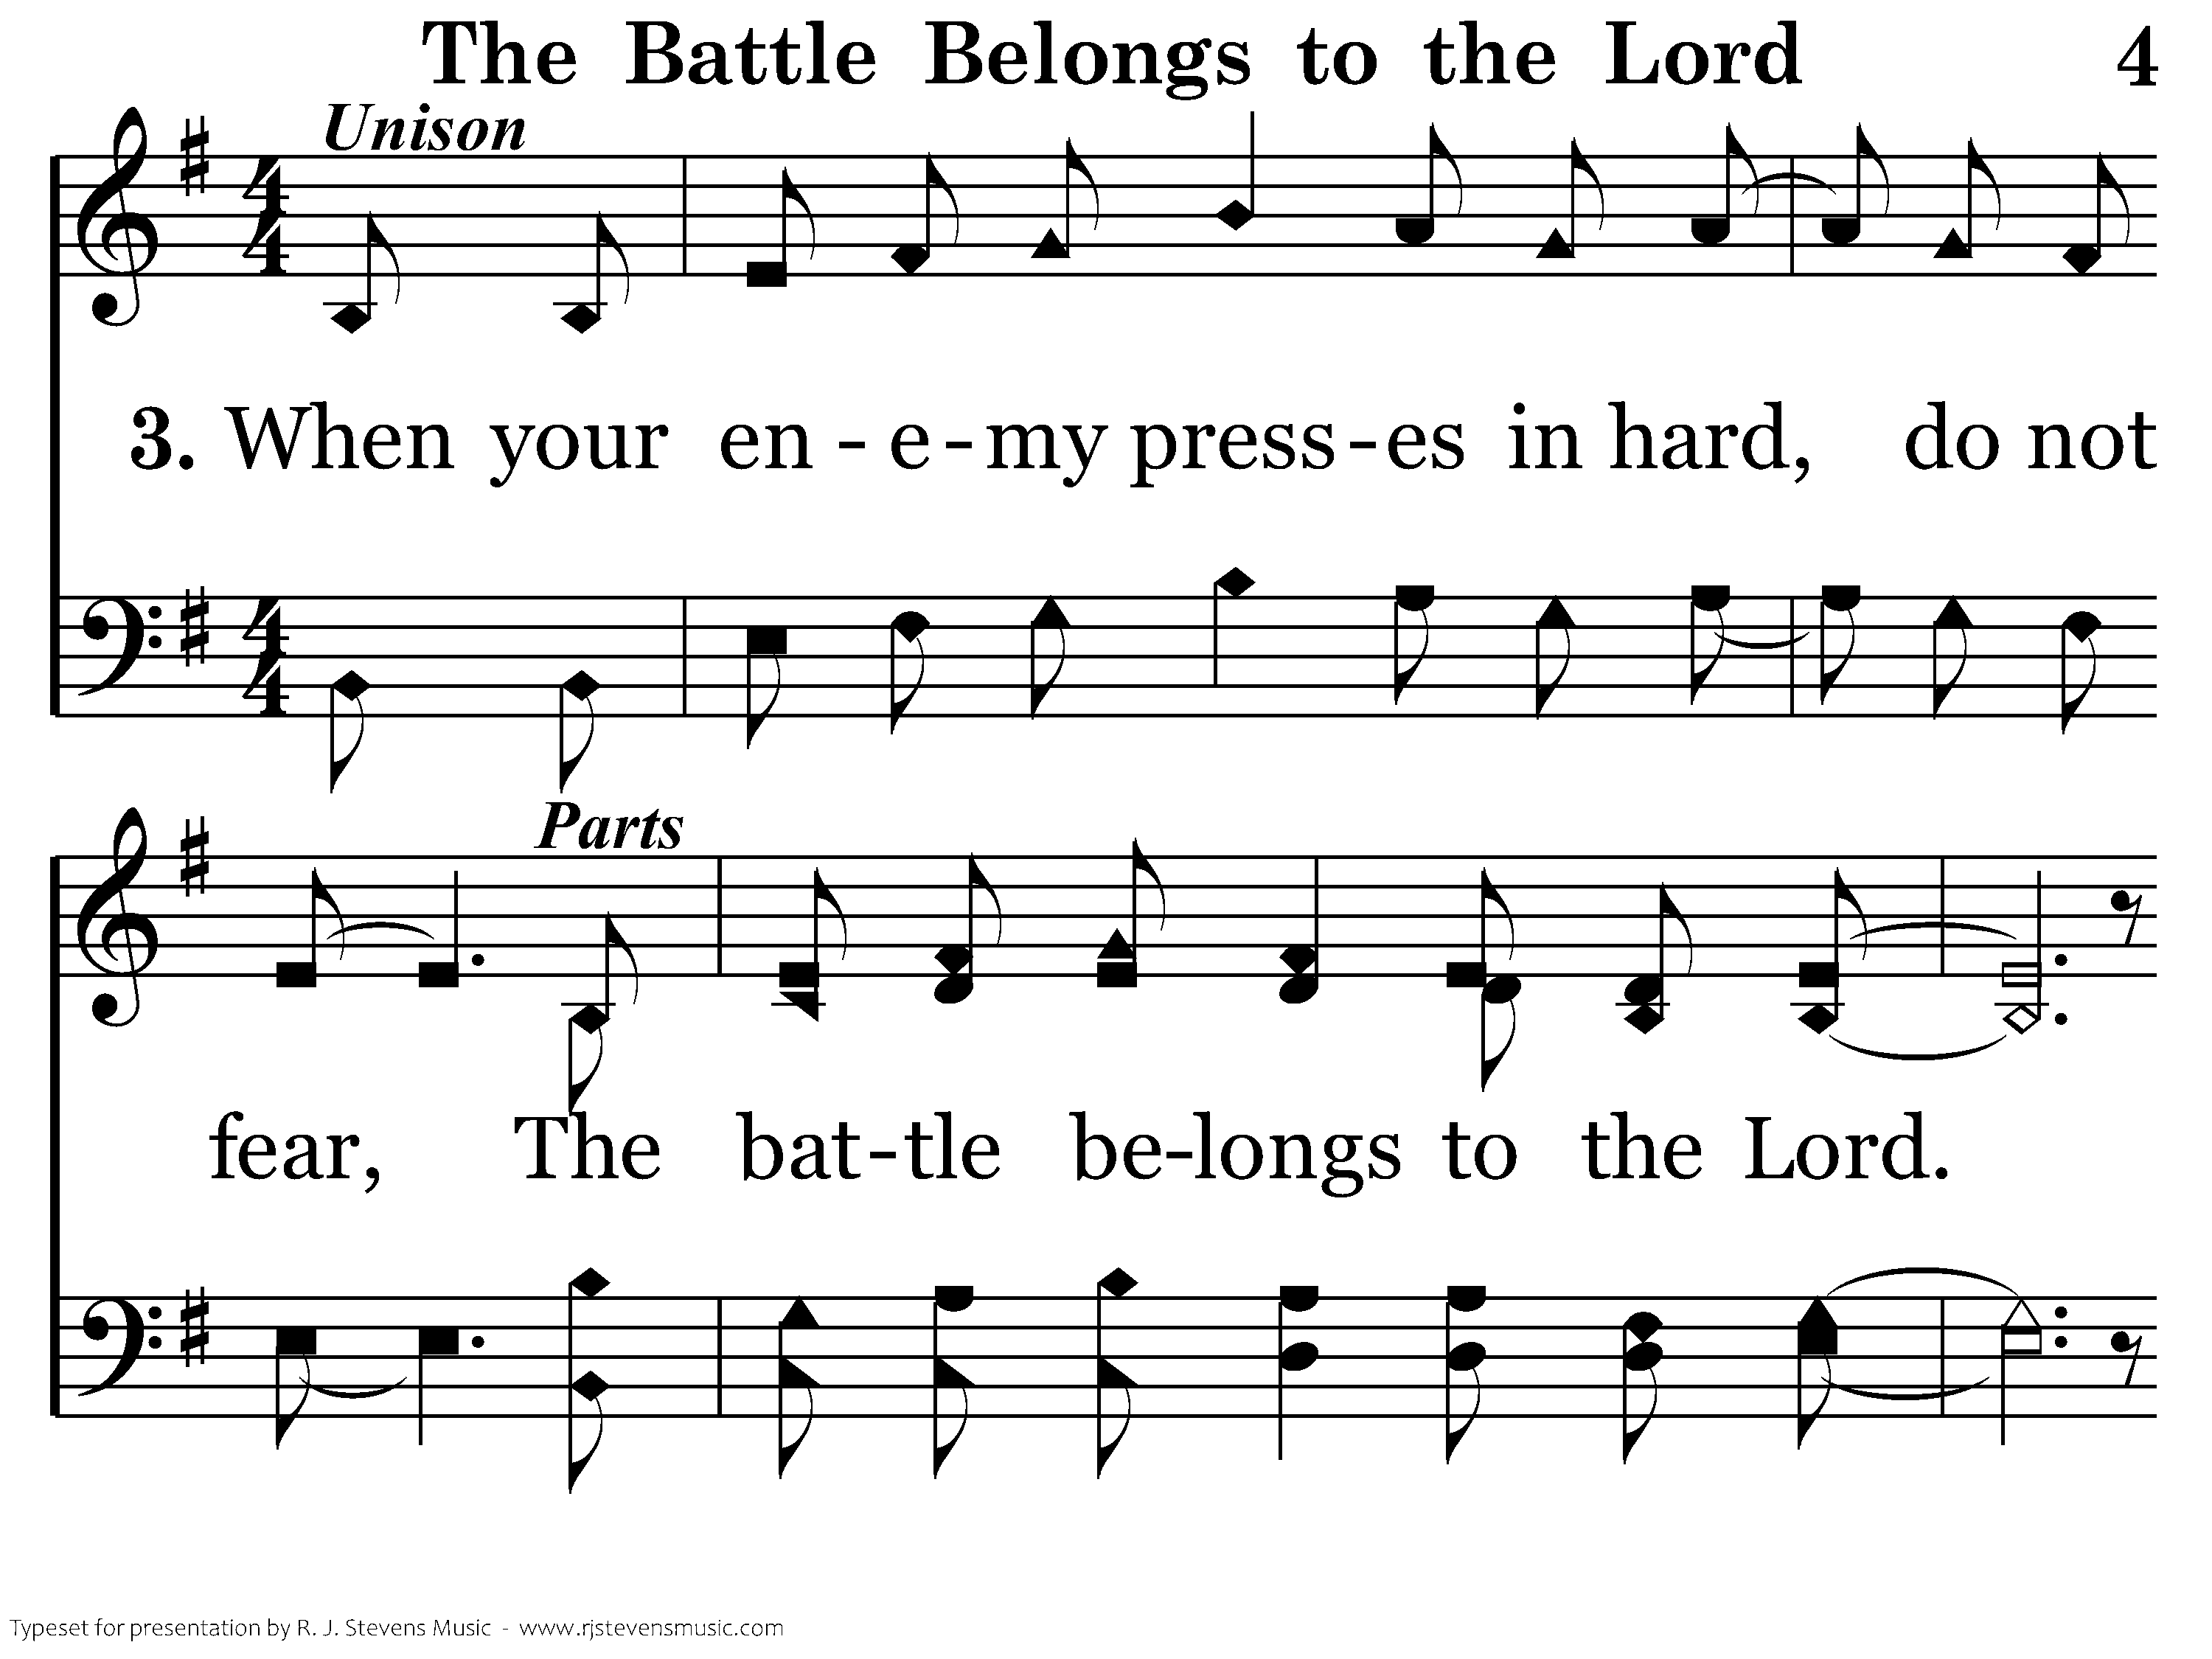 The Battle Belongs to the Lord 4
Unison
3. When your en - e - my press - es in hard, do not
Parts
fear, The bat - tle be - longs to the Lord.
Typeset for presentation by R. J. Stevens Music - www.rjstevensmusic.com